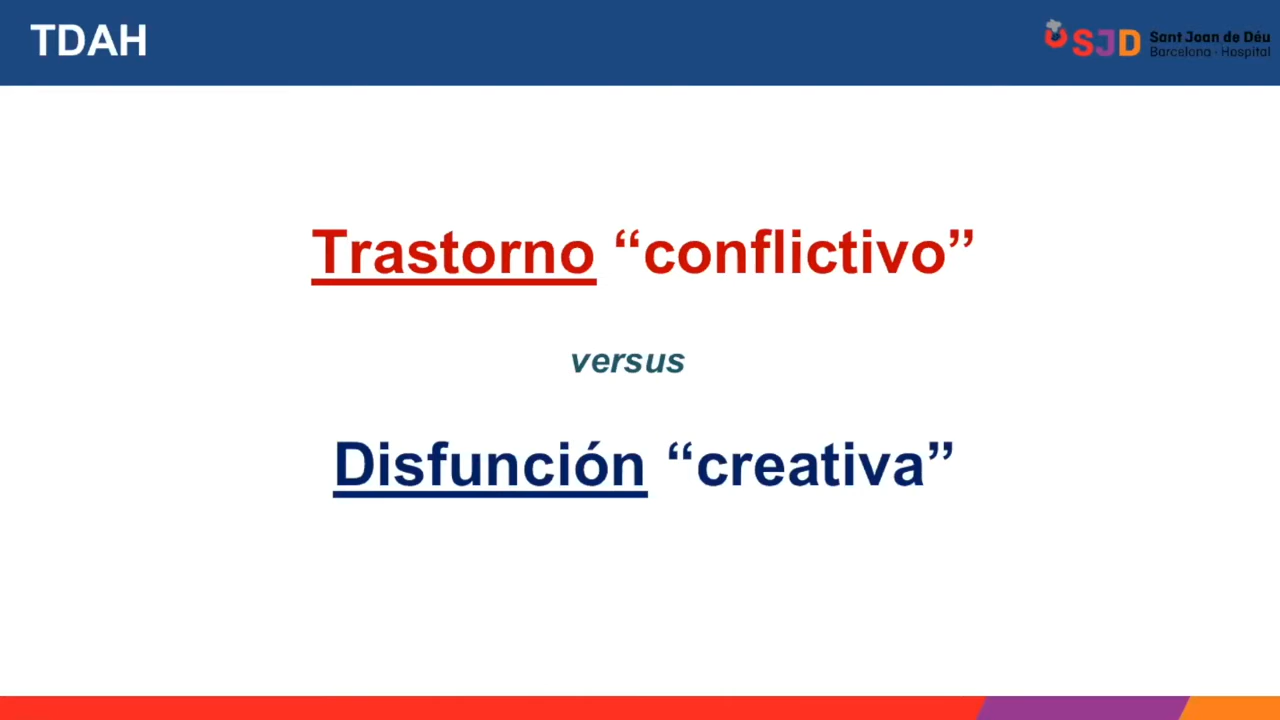 TDAH
SJD
Sant Joan de Déu
Barcelona · Hospital
Trastorno “conflictivo”
versus
Disfunción “creativa”